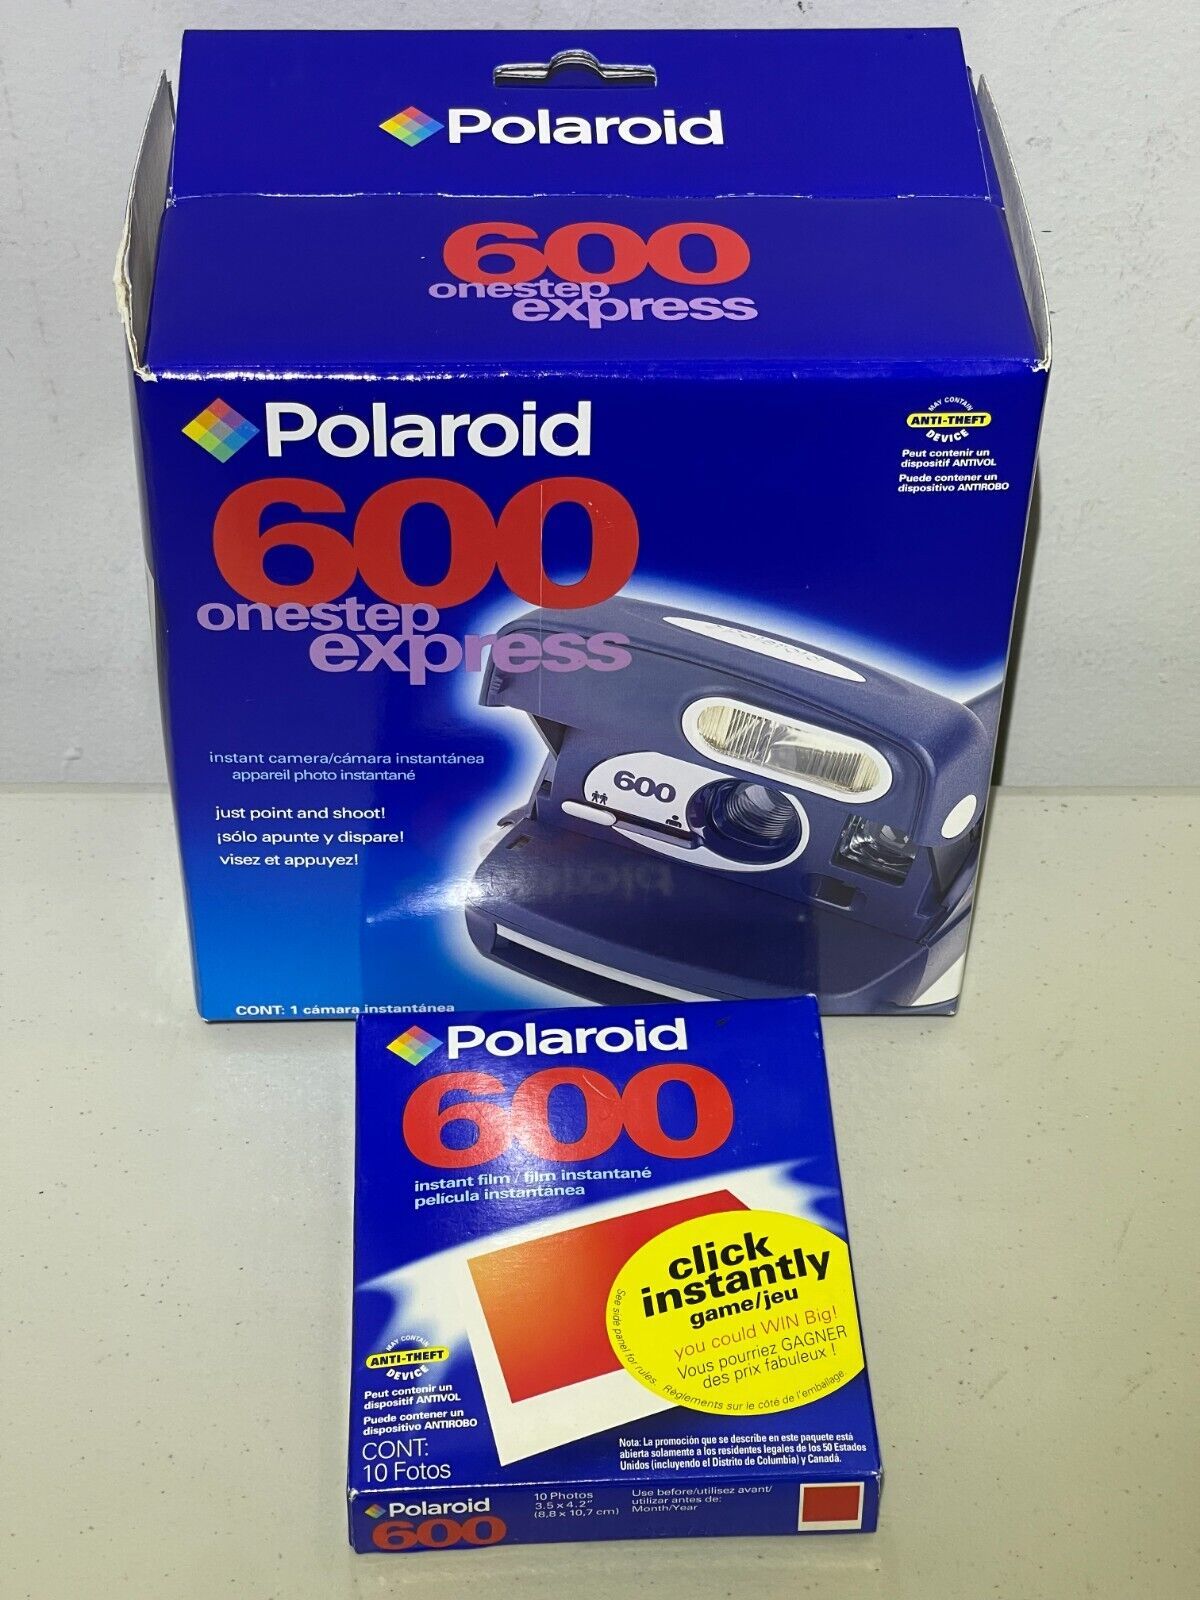 Polaroid
600
onestep
express
Polaroid
600
onestep
express
MAY CONTAIN
ANTI-THEFT
DEVICE
Peut contenir un
dispositif ANTIVOL
Puede contener un
dispositivo ANTIROBO
instant camera/cámara instantánea
appareil photo instantané
just point and shoot!
¡sólo apunte y dispare!
visez et appuyez!
Polaroid
600
CONT: 1 cámara instantánea
Polaroid
600
instant film / film instantané
película instantánea
click
instantly
game/jeu
you could WIN Big!
Vous pourriez GAGNER
des prix fabuleux !
See side panel for rules.
Règlements sur le côté de l'emballage
MAY CONTAIN
ANTI-THEFT
DEVICE
Peut contenir un
dispositif ANTIVOL
Puede contener un
dispositivo ANTIROBO
CONT:
10 Fotos
Nota: La promoción que se describe en este paquete está
abierta solamente a los residentes legales de los 50 Estados
Unidos (incluyendo el Distrito de Columbia) y Canadá.
Polaroid
600
10 Photos
3.5 x 4.2"
(8,8 x 10,7 cm)
Use before/utilisez avant/
utilizar antes de:
Month/Year